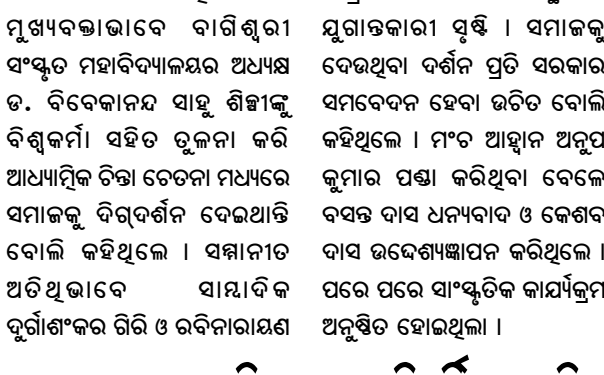 ମୁଖ୍ୟବକ୍ତାଭାବେ ବାଗିଶ୍ୱରୀ
ସଂସ୍କୃତ ମହାବିଦ୍ୟାଳୟର ଅଧ୍ୟକ୍ଷ
ଡ. ବିବେକାନନ୍ଦ ସାହୁ ଶିଳ୍ପୀଙ୍କୁ
ବିଶ୍ୱକର୍ମା ସହିତ ତୁଳନା କରି
ଆଧ୍ୟାତ୍ମିକ ଚିନ୍ତା ଚେତନା ମଧ୍ୟରେ
ସମାଜକୁ ଦିଗ୍‌ଦର୍ଶନ ଦେଇଥାନ୍ତି
ବୋଲି କହିଥିଲେ । ସମ୍ମାନୀତ
ଅତିଥିଭାବେ ସାମ୍ବାଦିକ
ଦୁର୍ଗାଶଂକର ଗିରି ଓ ରବିନାରାୟଣ
ଯୁଗାନ୍ତକାରୀ ସୃଷ୍ଟି । ସମାଜକୁ
ଦେଉଥିବା ଦର୍ଶନ ପ୍ରତି ସରକାର
ସମବେଦନ ହେବା ଉଚିତ ବୋଲି
କହିଥିଲେ । ମଂଚ ଆହ୍ୱାନ ଅନୁପ
କୁମାର ପଣ୍ଡା କରିଥିବା ବେଳେ
ବସନ୍ତ ଦାସ ଧନ୍ୟବାଦ ଓ କେଶବ
ଦାସ ଉଦ୍ଦେଶ୍ୟଜ୍ଞାପନ କରିଥିଲେ ।
ପରେ ପରେ ସାଂସ୍କୃତିକ କାର୍ଯ୍ୟକ୍ରମ
ଅନୁଷ୍ଠିତ ହୋଇଥିଲା ।